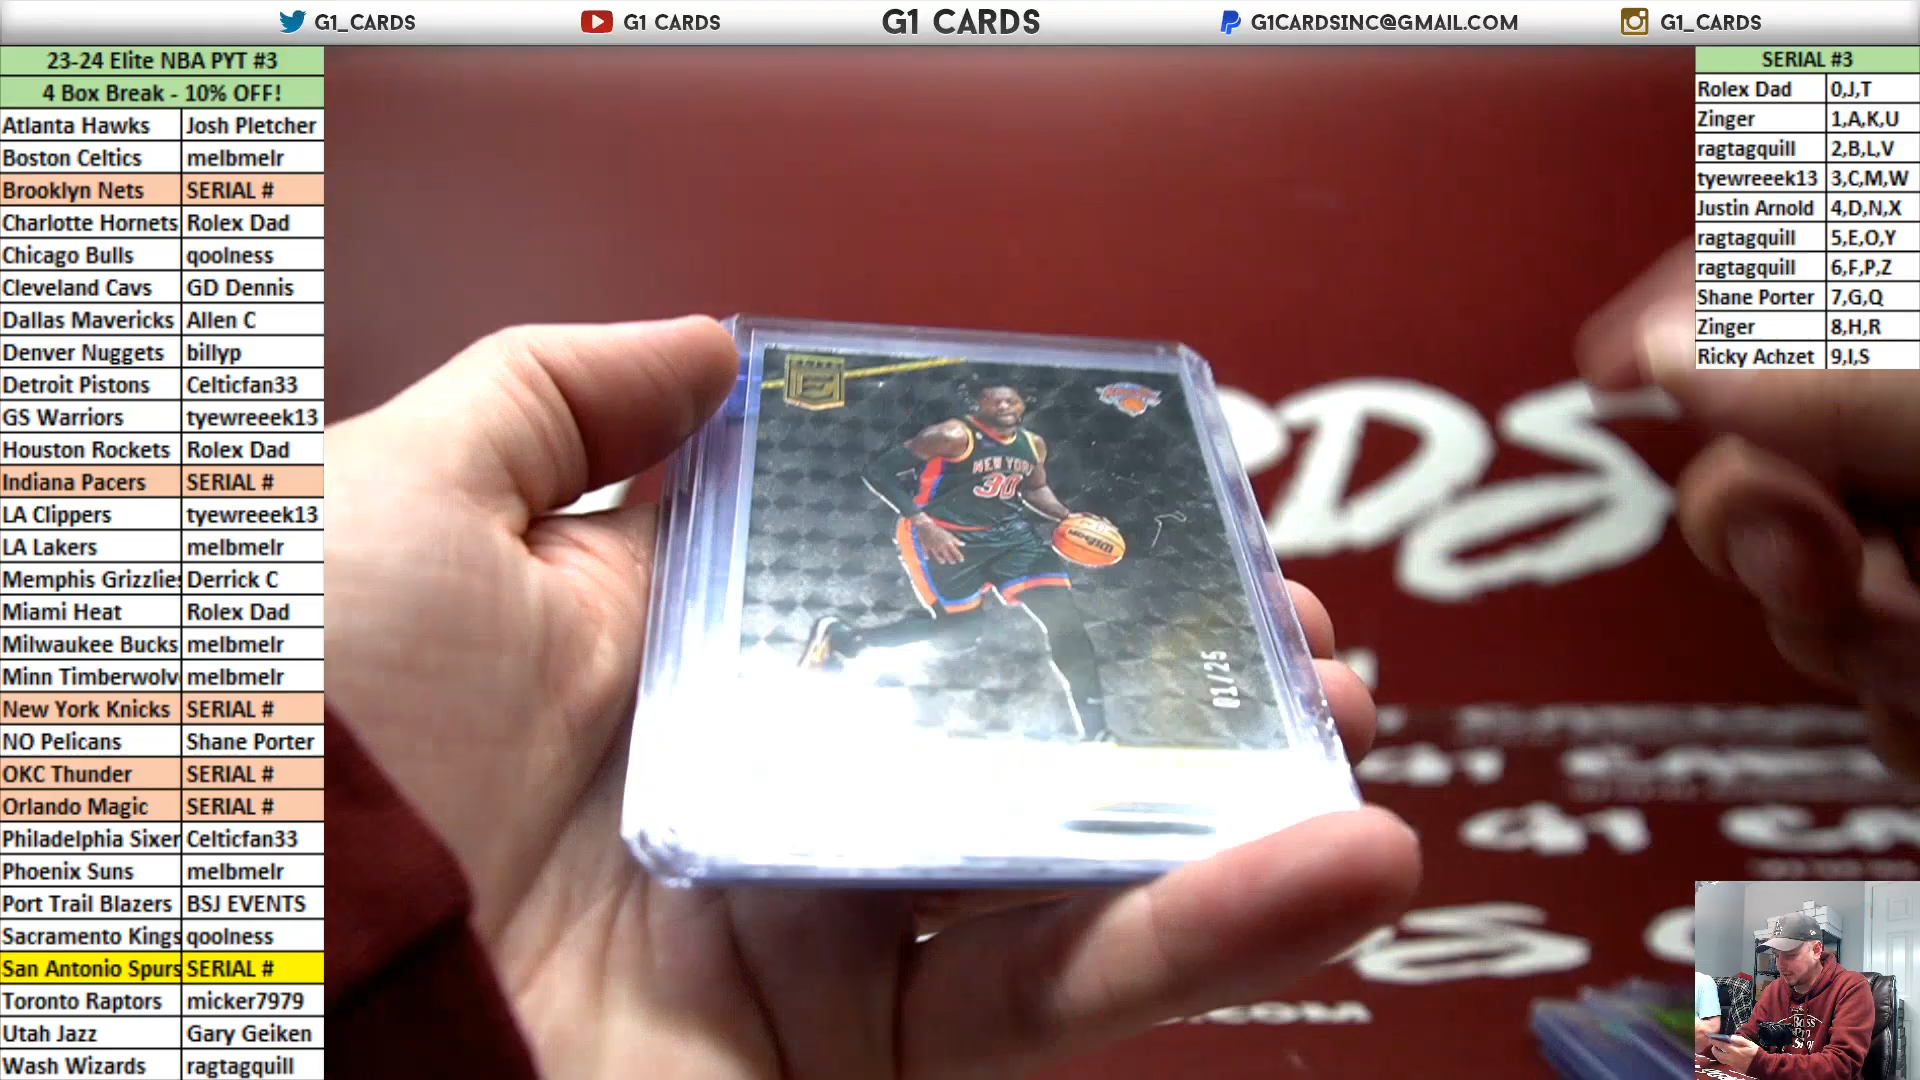 G1_CARDS G1 CARDS G1 CARDS G1CARDSINC@GMAIL.COM G1_CARDS
23-24 Elite NBA PYT #3
4 Box Break - 10% OFF!
Atlanta Hawks Josh Pletcher
Boston Celtics melbmelr
Brooklyn Nets SERIAL #
Charlotte Hornets Rolex Dad
Chicago Bulls qoolness
Cleveland Cavs GD Dennis
Dallas Mavericks Allen C
Denver Nuggets billyp
Detroit Pistons Celticfan33
GS Warriors tyewreeek13
Houston Rockets Rolex Dad
Indiana Pacers SERIAL #
LA Clippers tyewreeek13
LA Lakers melbmelr
Memphis Grizzlies Derrick C
Miami Heat Rolex Dad
Milwaukee Bucks melbmelr
Minn Timberwolv melbmelr
New York Knicks SERIAL #
NO Pelicans Shane Porter
OKC Thunder SERIAL #
Orlando Magic SERIAL #
Philadelphia Sixer Celticfan33
Phoenix Suns melbmelr
Port Trail Blazers BSJ EVENTS
Sacramento Kings qoolness
San Antonio Spurs SERIAL #
Toronto Raptors micker7979
Utah Jazz Gary Geiken
Wash Wizards ragtagquill
SERIAL #3
Rolex Dad 0,J,T
Zinger 1,A,K,U
ragtagquill 2,B,L,V
tyewreeek13 3,C,M,W
Justin Arnold 4,D,N,X
ragtagquill 5,E,O,Y
ragtagquill 6,F,P,Z
Shane Porter 7,G,Q
Zinger 8,H,R
Ricky Achzet 9,I,S
E
NEW YORK
30
Wilson
01/25
RDS
.COM